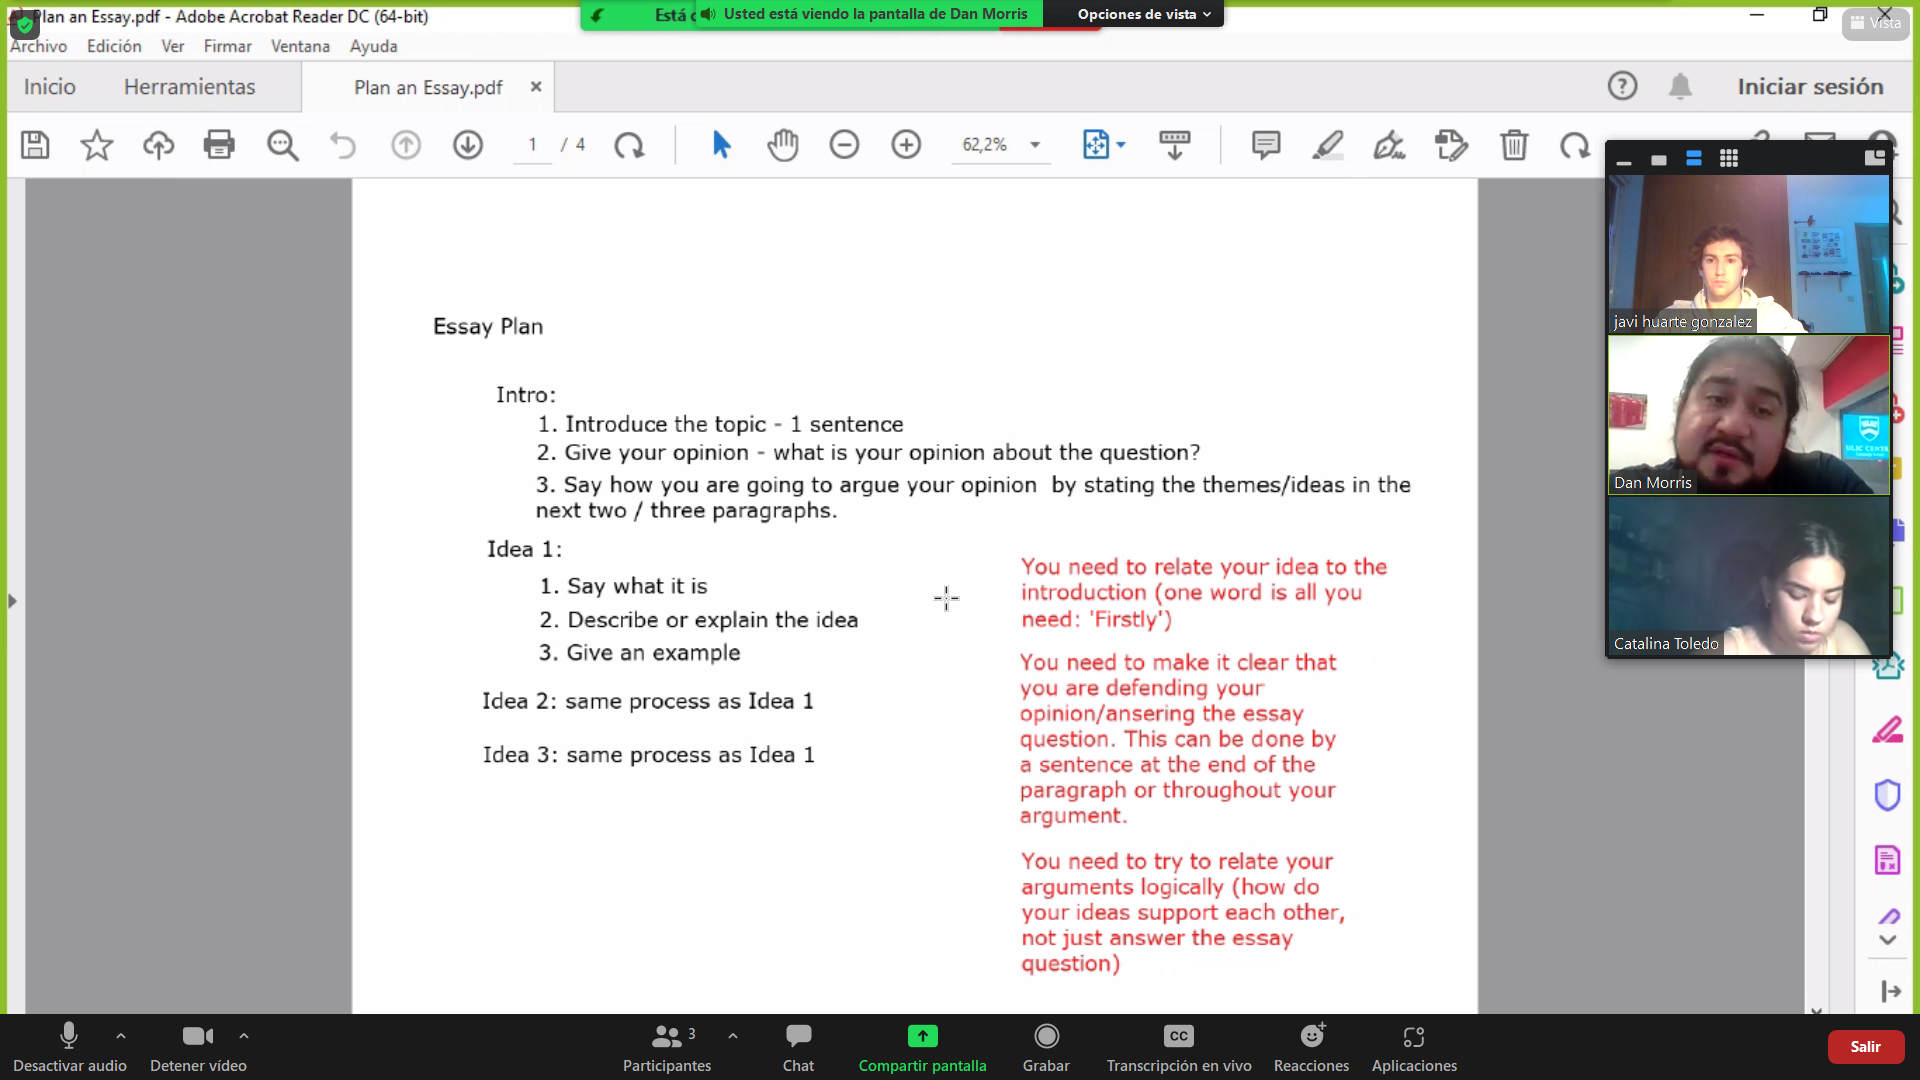 Plan an Essay.pdf - Adobe Acrobat Reader DC (64-bit)
Está
Usted está viendo la pantalla de Dan Morris
Opciones de vista
Vista
Archivo Edición Ver Firmar Ventana Ayuda
Inicio Herramientas Plan an Essay.pdf
Iniciar sesión
1 / 4
62,2%
Essay Plan
Intro:
1. Introduce the topic - 1 sentence
2. Give your opinion - what is your opinion about the question?
3. Say how you are going to argue your opinion by stating the themes/ideas in the
next two / three paragraphs.
Idea 1:
1. Say what it is
2. Describe or explain the idea
3. Give an example
Idea 2: same process as Idea 1
Idea 3: same process as Idea 1
You need to relate your idea to the
introduction (one word is all you
need: 'Firstly')
You need to make it clear that
you are defending your
opinion/ansering the essay
question. This can be done by
a sentence at the end of the
paragraph or throughout your
argument.
You need to try to relate your
arguments logically (how do
your ideas support each other,
not just answer the essay
question)
javi huarte gonzalez
Dan Morris
Catalina Toledo
Desactivar audio
Detener vídeo
Participantes
3
Chat
Compartir pantalla
Grabar
CC
Transcripción en vivo
Reacciones
Aplicaciones
Salir